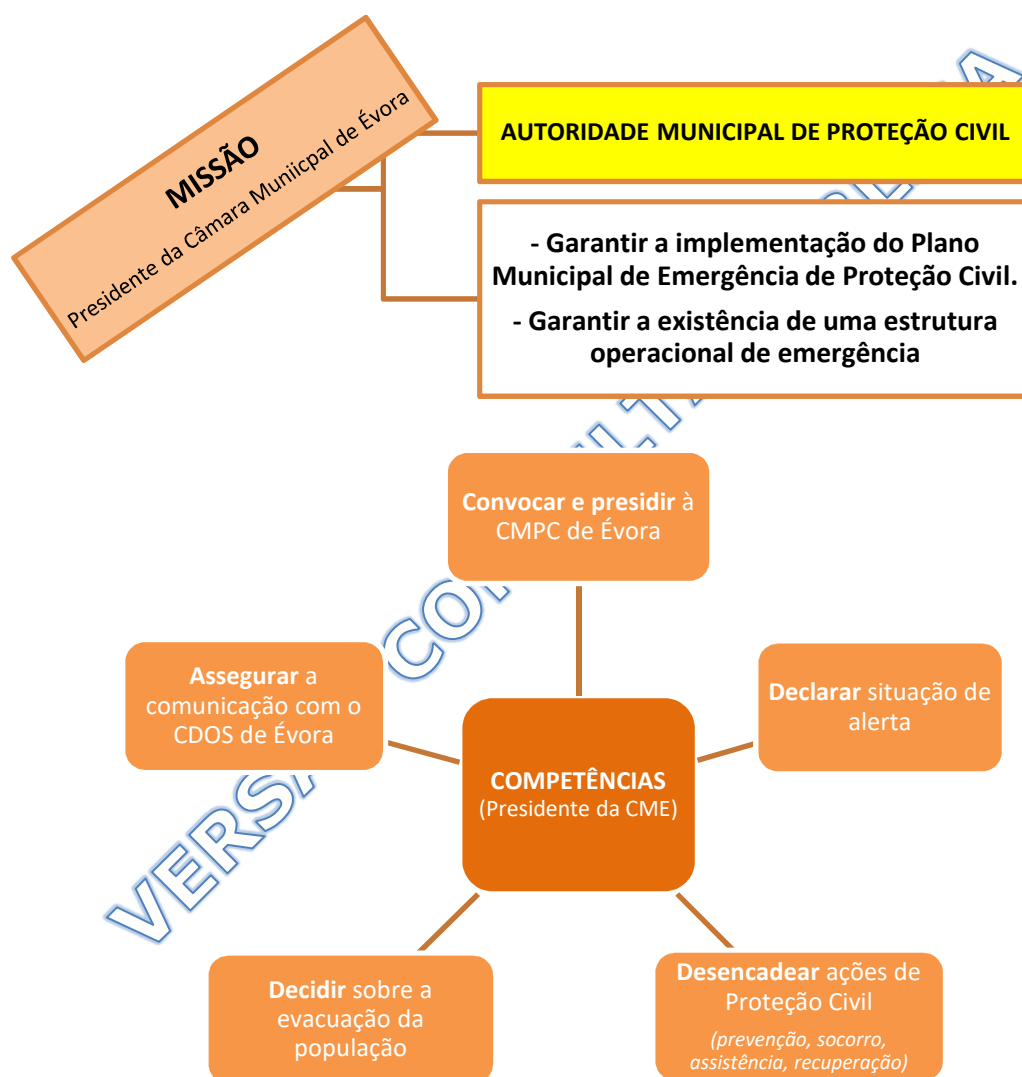 MISSÃO
Presidente da Câmara Muniicpal de Évora
AUTORIDADE MUNICIPAL DE PROTEÇÃO CIVIL
- Garantir a implementação do Plano
Municipal de Emergência de Proteção Civil.
- Garantir a existência de uma estrutura
operacional de emergência
Convocar e presidir à
CMPC de Évora
Assegurar a
comunicação com o
CDOS de Évora
Declarar situação de
alerta
COMPETÊNCIAS
(Presidente da CME)
Decidir sobre a
evacuação da
população
Desencadear ações de
Proteção Civil
(prevenção, socorro,
assistência, recuperação)